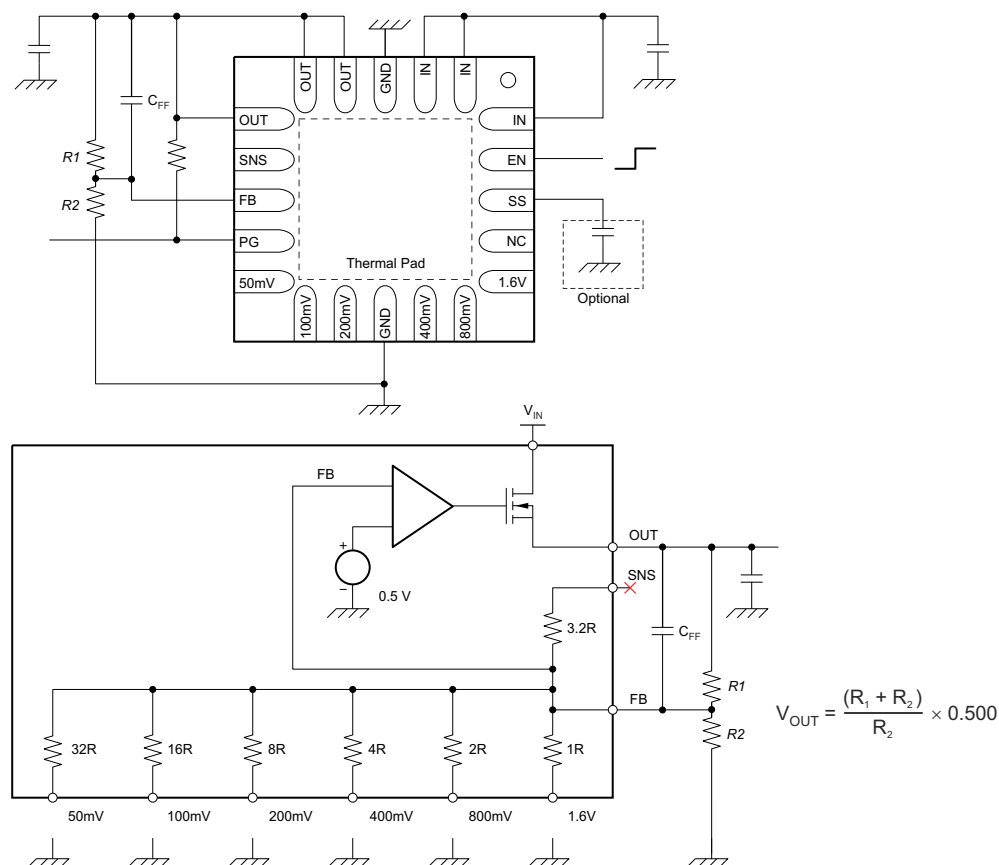 OUT
OUT
GND
IN
IN
C_FF
OUT
IN
R1
SNS
EN
R2
FB
SS
PG
NC
Thermal Pad
50mV
1.6V
Optional
100mV
200mV
GND
400mV
800mV
V_IN
FB
OUT
+
SNS
−
0.5 V
3.2R
C_FF
FB
R1
V_OUT = (R_1 + R_2) / R_2 × 0.500
R2
32R
16R
8R
4R
2R
1R
50mV
100mV
200mV
400mV
800mV
1.6V